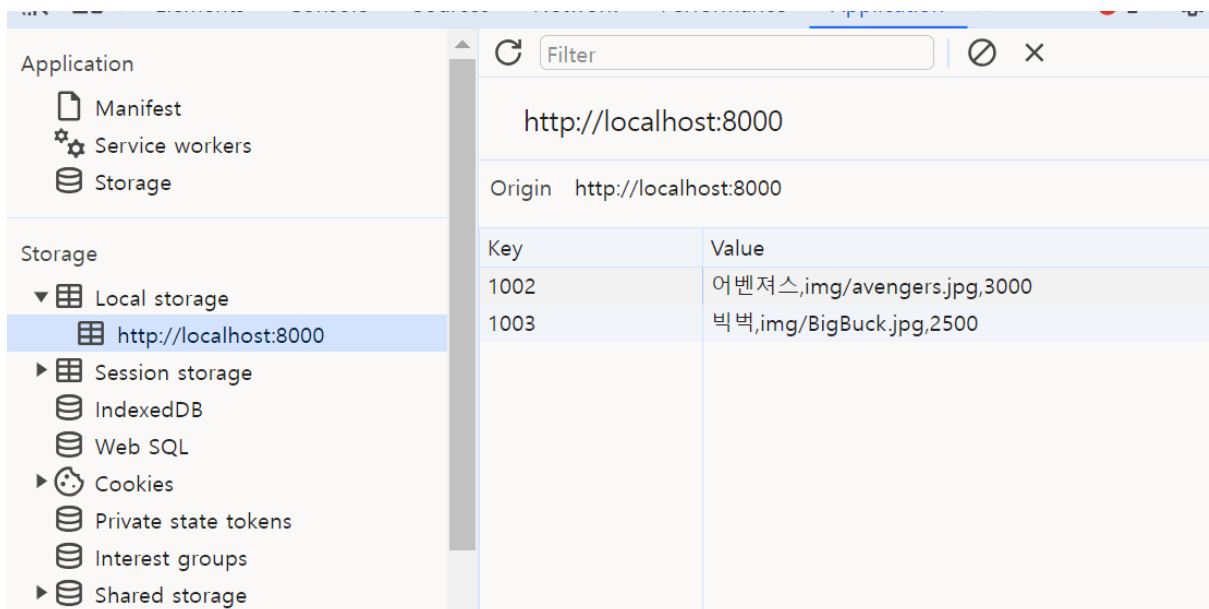 Application
Manifest
Service workers
Storage
Storage
Local storage
http://localhost:8000
Session storage
IndexedDB
Web SQL
Cookies
Private state tokens
Interest groups
Shared storage
Filter
http://localhost:8000
Origin http://localhost:8000
Key Value
1002 어벤져스,img/avengers.jpg,3000
1003 빅벅,img/BigBuck.jpg,2500